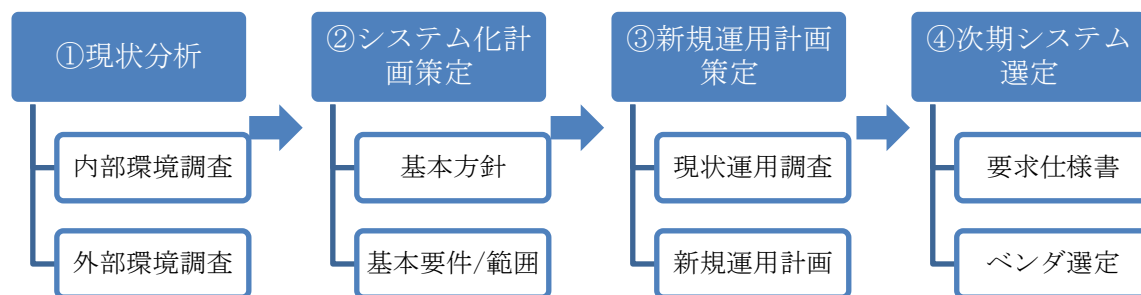 ①現状分析
内部環境調査
外部環境調査
②システム化計
画策定
基本方針
基本要件/範囲
③新規運用計画
策定
現状運用調査
新規運用計画
④次期システム
選定
要求仕様書
ベンダ選定